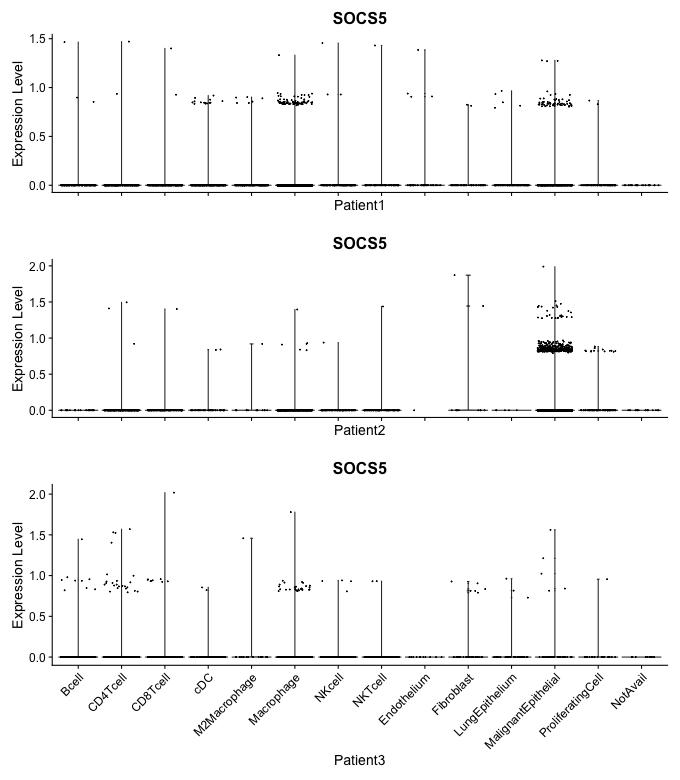 SOCS5
1.5
1.0
0.5
0.0
Expression Level
Patient1
SOCS5
2.0
1.5
1.0
0.5
0.0
Expression Level
Patient2
SOCS5
2.0
1.5
1.0
0.5
0.0
Expression Level
Bcell
CD4Tcell
CD8Tcell
cDC
M2Macrophage
Macrophage
NKcell
NKTcell
Endothelium
Fibroblast
LungEpithelium
MalignantEpithelial
ProliferatingCell
NotAvail
Patient3